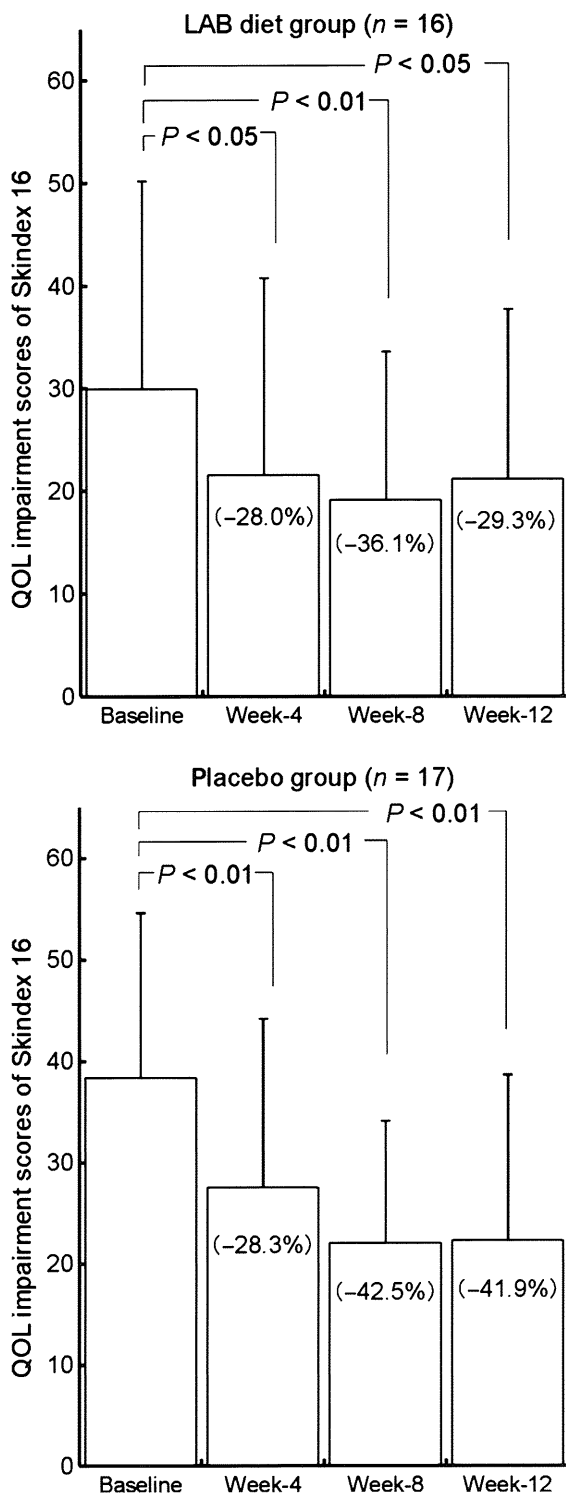 LAB diet group (n = 16)
QOL impairment scores of Skindex 16
60
50
40
30
20
10
0
P < 0.05
P < 0.01
P < 0.05
(−28.0%)
(−36.1%)
(−29.3%)
Baseline Week-4 Week-8 Week-12
Placebo group (n = 17)
QOL impairment scores of Skindex 16
60
50
40
30
20
10
0
P < 0.01
P < 0.01
P < 0.01
(−28.3%)
(−42.5%)
(−41.9%)
Baseline Week-4 Week-8 Week-12